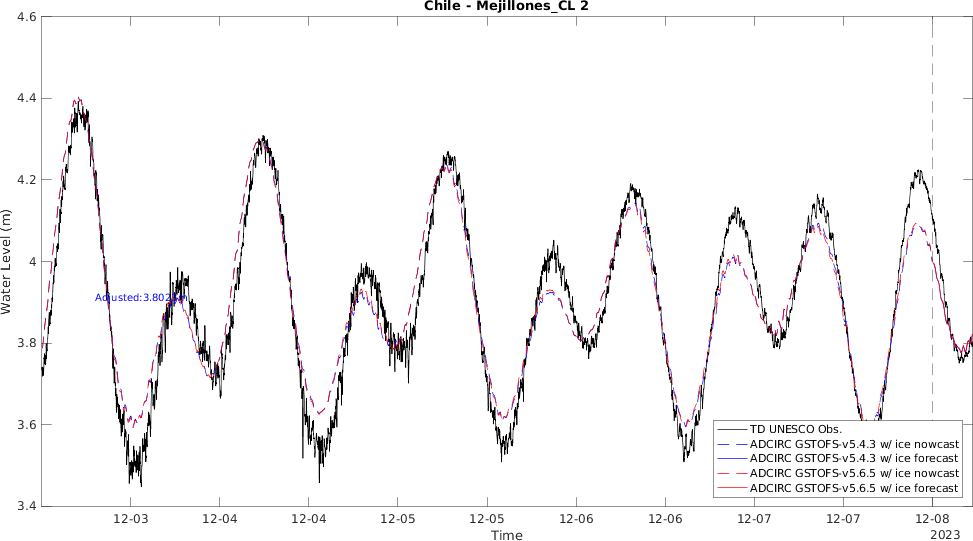 Chile - Mejillones_CL 2
4.6
4.4
4.2
4
3.8
3.6
3.4
Water Level (m)
TD UNESCO Obs.
ADCIRC GSTOFS-v5.4.3 w/ ice nowcast
ADCIRC GSTOFS-v5.4.3 w/ ice forecast
ADCIRC GSTOFS-v5.6.5 w/ ice nowcast
ADCIRC GSTOFS-v5.6.5 w/ ice forecast
12-03 12-04 12-04 12-05 12-05 12-06 12-06 12-07 12-07 12-08
Time
2023